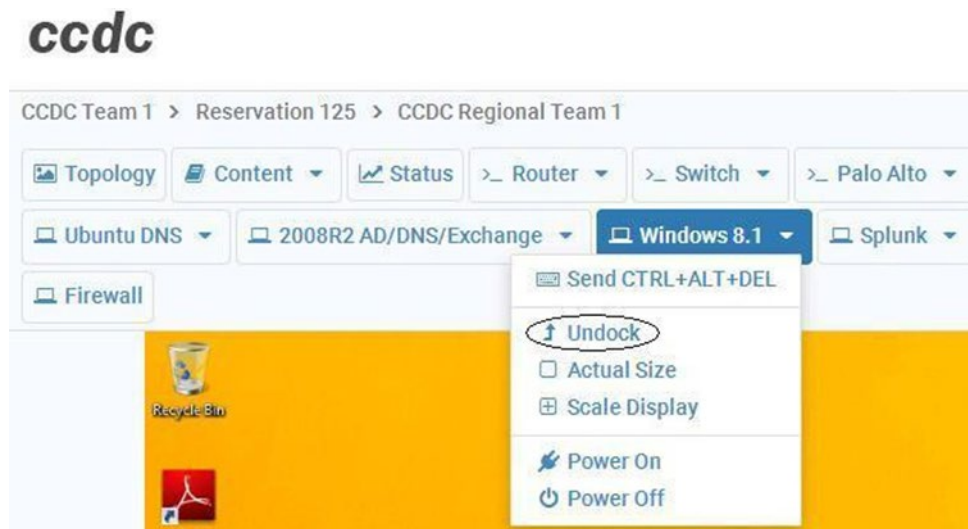 ccdc
CCDC Team 1 > Reservation 125 > CCDC Regional Team 1
Topology Content Status >_ Router >_ Switch >_ Palo Alto
Ubuntu DNS 2008R2 AD/DNS/Exchange Windows 8.1 Splunk
Firewall
Send CTRL+ALT+DEL
Undock
Actual Size
Scale Display
Power On
Power Off
Recycle Bin